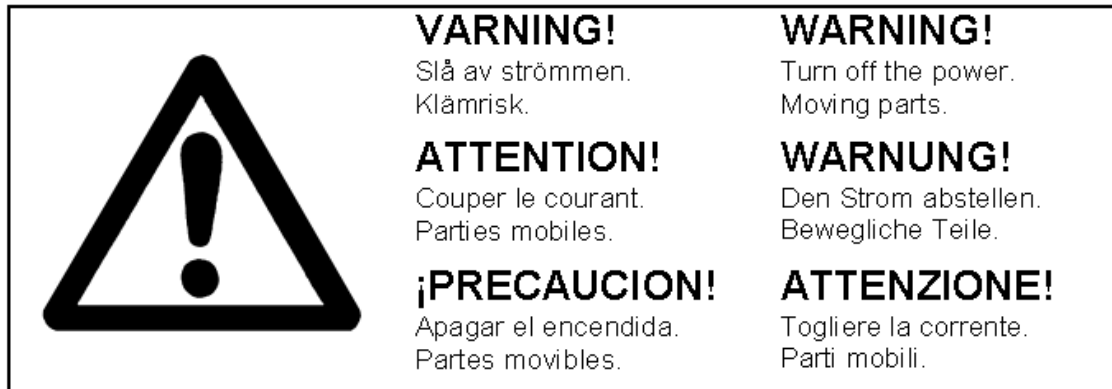 VARNING!
Slå av strömmen.
Klämrisk.
WARNING!
Turn off the power.
Moving parts.
ATTENTION!
Couper le courant.
Parties mobiles.
WARNUNG!
Den Strom abstellen.
Bewegliche Teile.
¡PRECAUCION!
Apagar el encendida.
Partes movibles.
ATTENZIONE!
Togliere la corrente.
Parti mobili.